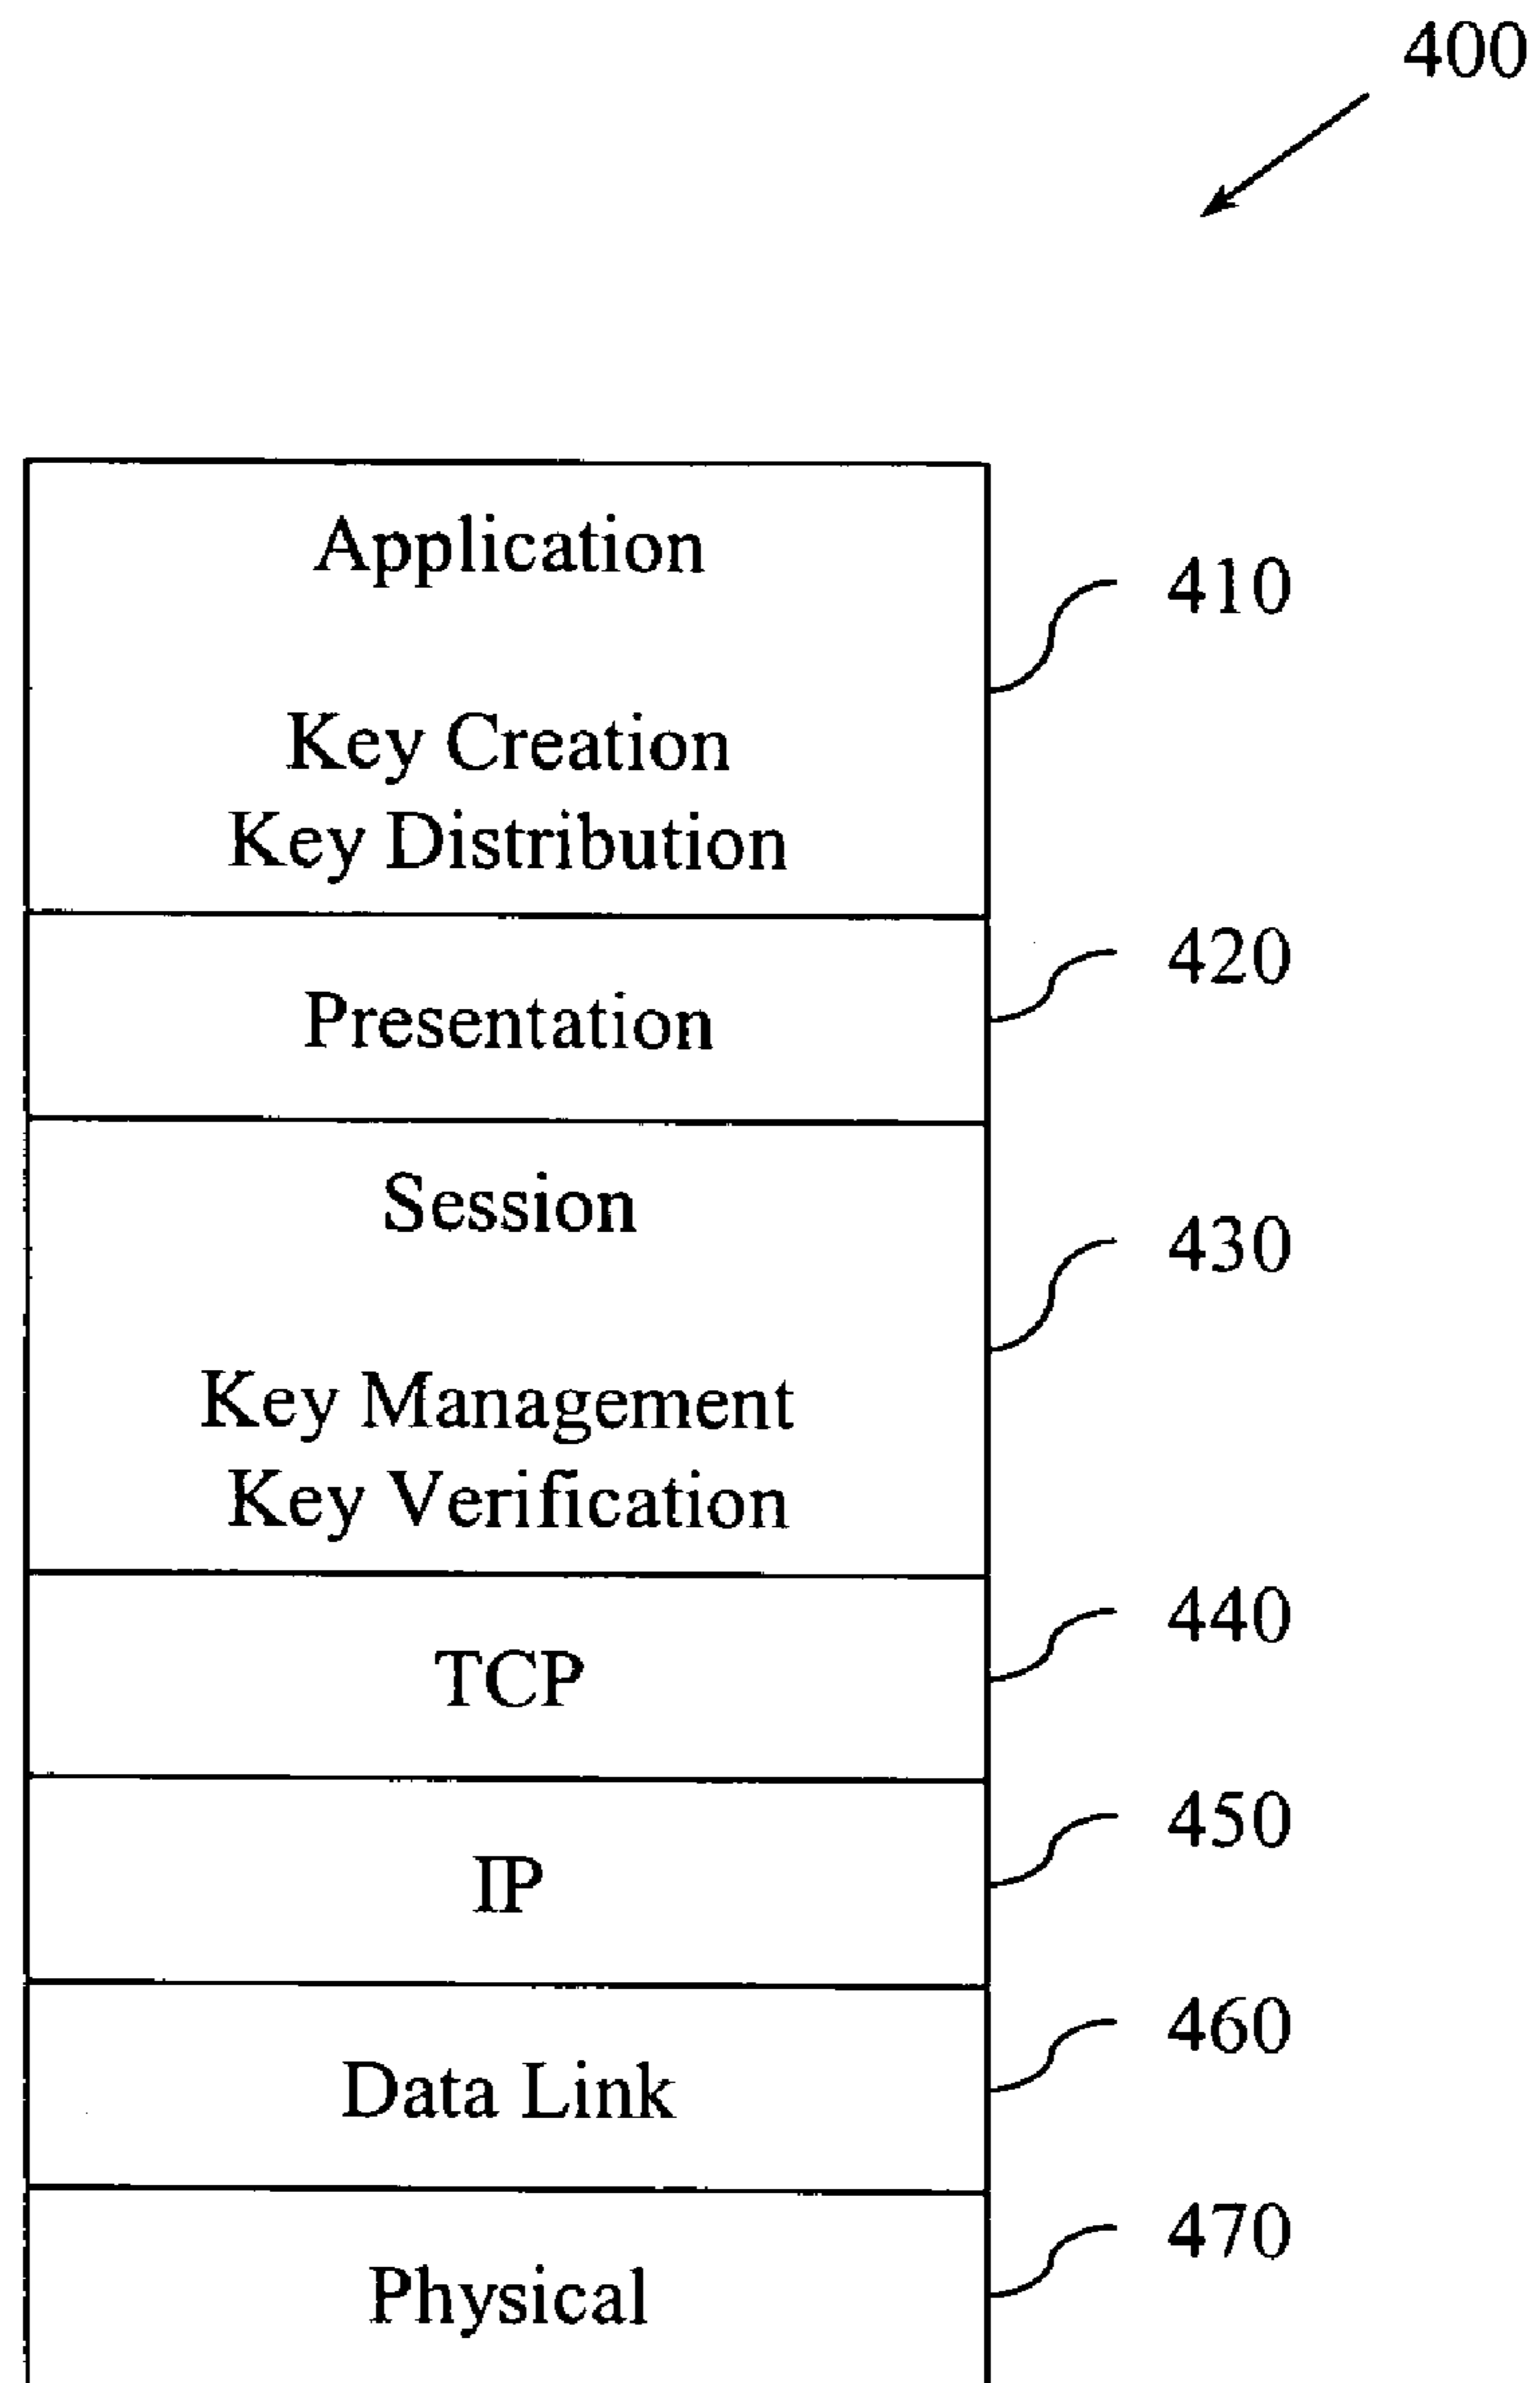 400
Application
410
Key Creation
Key Distribution
420
Presentation
Session
430
Key Management
Key Verification
440
TCP
450
IP
460
Data Link
470
Physical